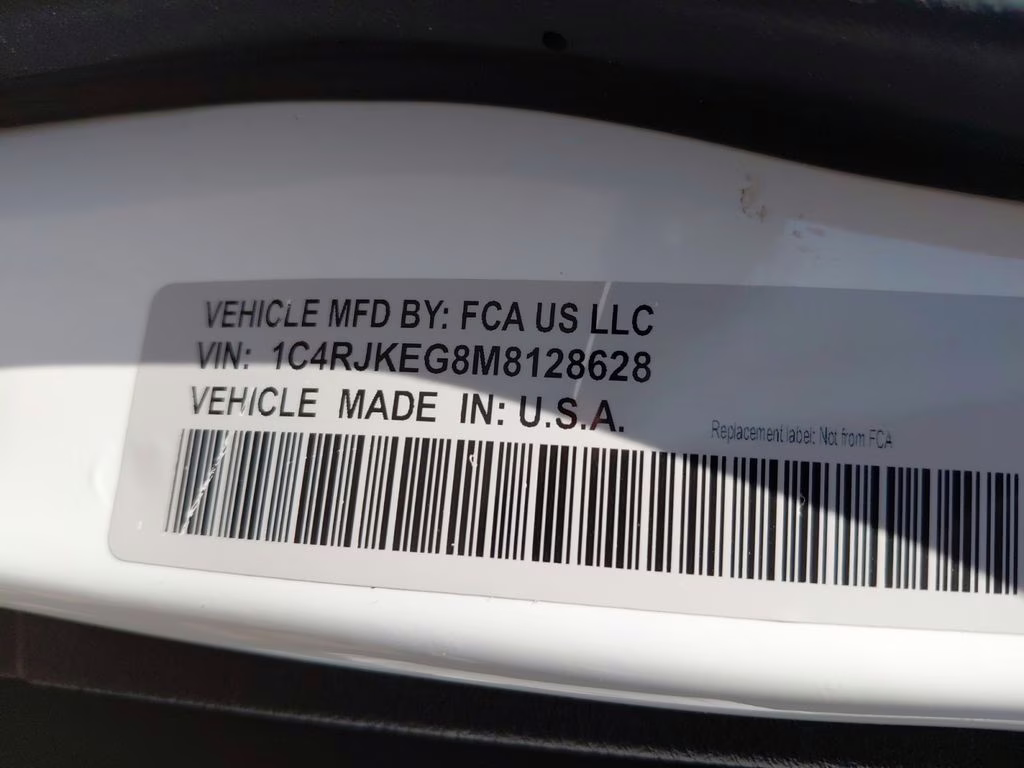 VEHICLE MFD BY: FCA US LLC
VIN: 1C4RJKEG8M8128628
VEHICLE MADE IN: U.S.A.
Replacement label: Not from FCA